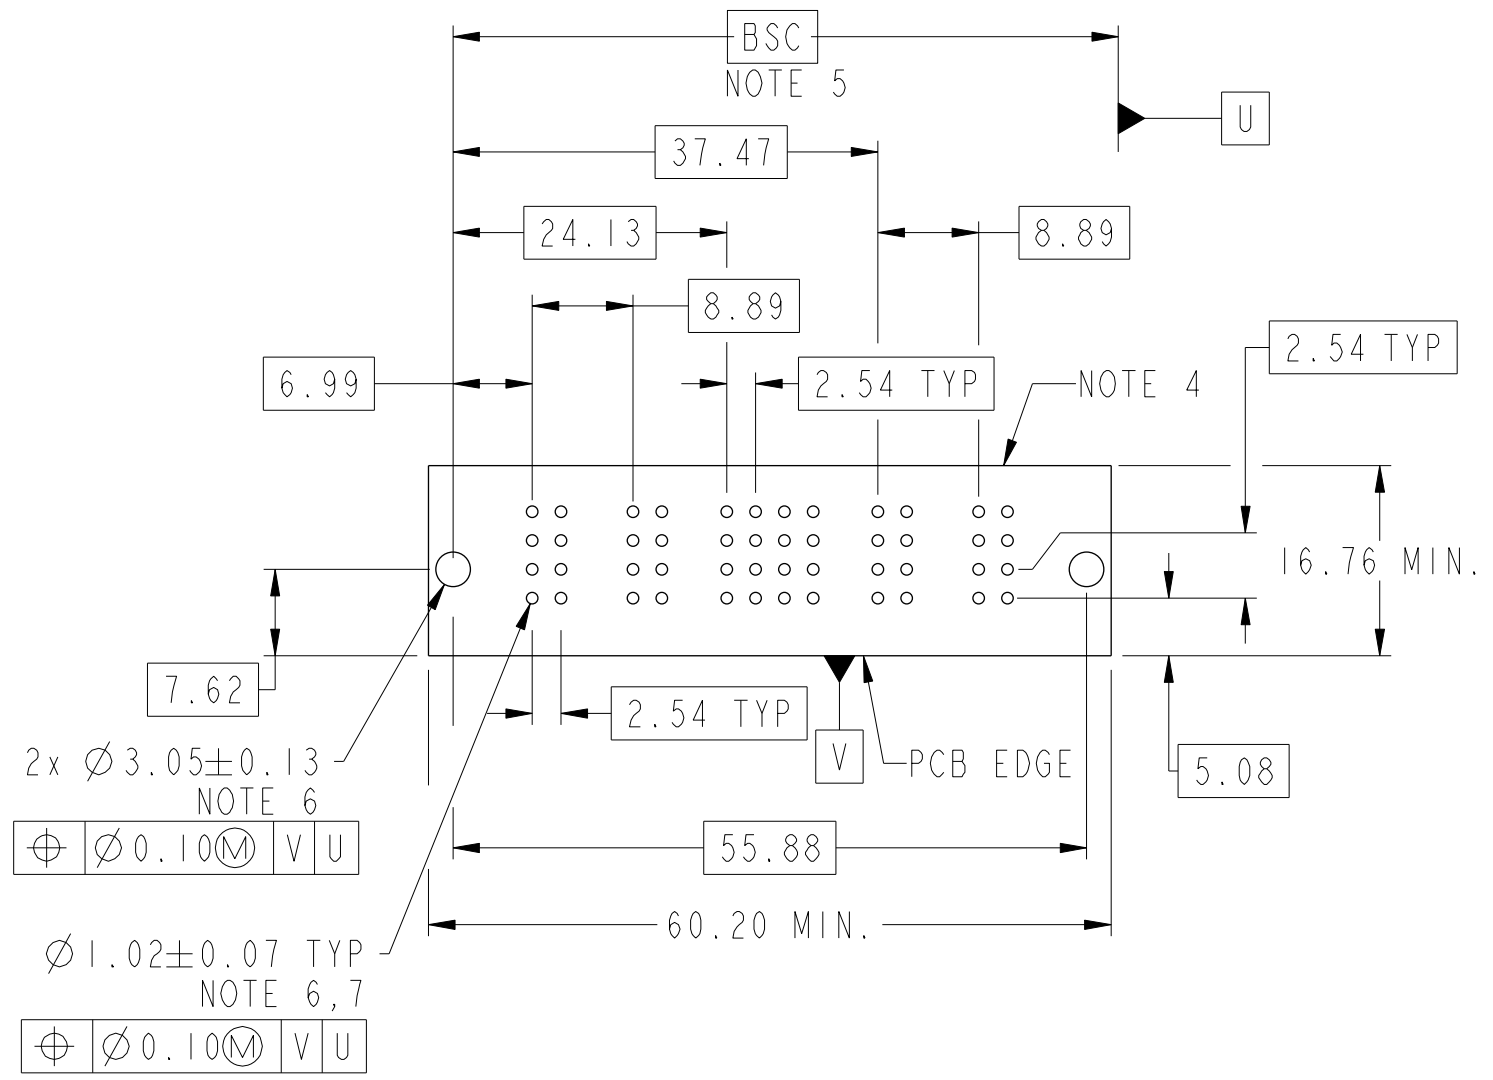 BSC
NOTE 5
U
37.47
24.13
8.89
8.89
2.54 TYP
6.99
2.54 TYP
NOTE 4
16.76 MIN.
7.62
2.54 TYP
V
PCB EDGE
5.08
2x ⌀3.05±0.13
NOTE 6
⌖ ⌀0.10Ⓜ V U
55.88
60.20 MIN.
⌀1.02±0.07 TYP
NOTE 6,7
⌖ ⌀0.10Ⓜ V U